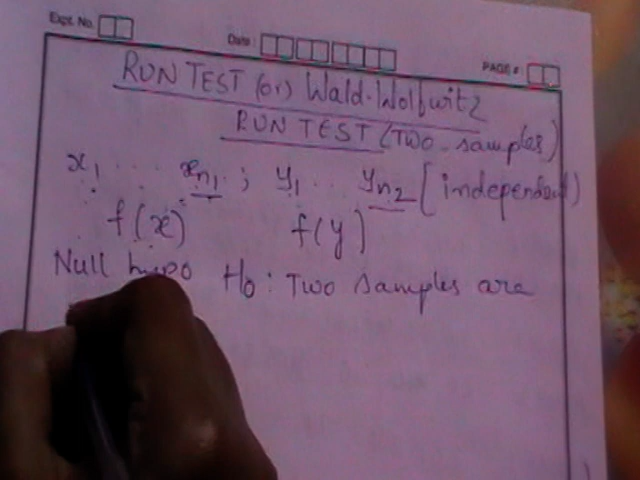 Expt. No.
Date :
PAGE # :
RUN TEST (or) Wald-Wolfwitz
RUN TEST (Two samples)
x1 .... xn1 ; y1 .. yn2 (independent)
f(x) f(y)
Null hypo H0 : Two samples are